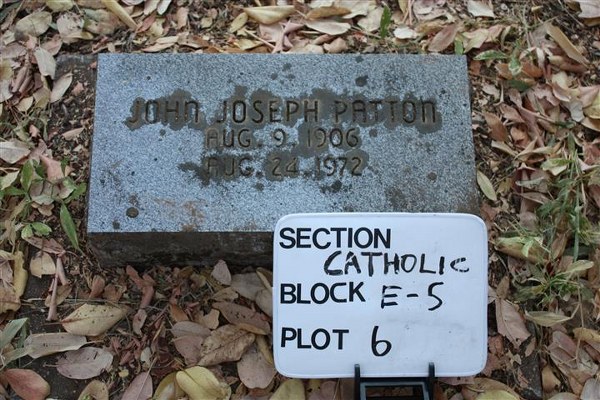 JOHN JOSEPH PATTON
AUG. 9. 1906
AUG. 24. 1972
SECTION
CATHOLIC
BLOCK E-5
PLOT 6